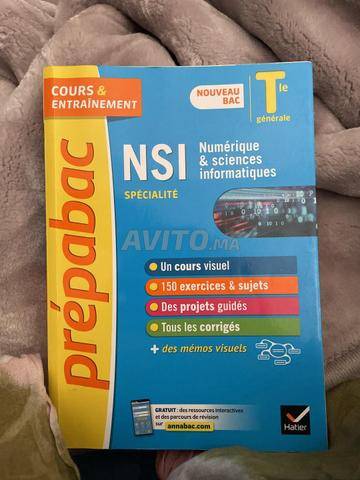 COURS &
ENTRAÎNEMENT
NOUVEAU
BAC
Tle
générale
prépabac
NSI
SPÉCIALITÉ
Numérique
& sciences
informatiques
AVITO.MA
Un cours visuel
150 exercices & sujets
Des projets guidés
Tous les corrigés
+ des mémos visuels
GRATUIT : des ressources interactives
et des parcours de révision
sur annabac.com
Hatier